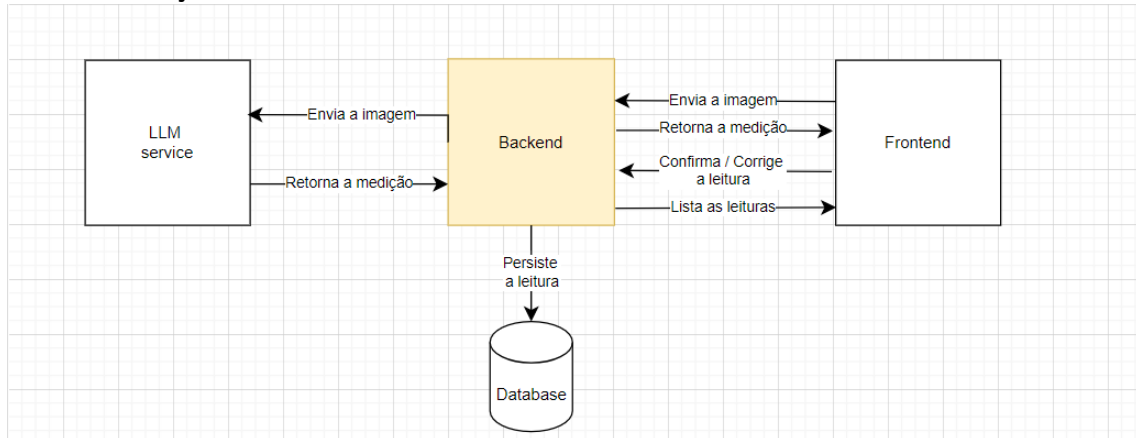 LLM
service
Envia a imagem
Retorna a medição
Backend
Envia a imagem
Retorna a medição
Confirma / Corrige
a leitura
Lista as leituras
Frontend
Persiste
a leitura
Database